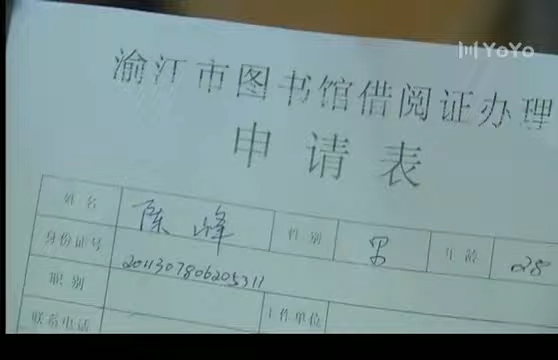 YoYo
渝江市图书馆借阅证办理
申请表
姓名 陈峰 性别 男 年龄 28
身份证号 2011307806205311
职别 工作单位
联系电话